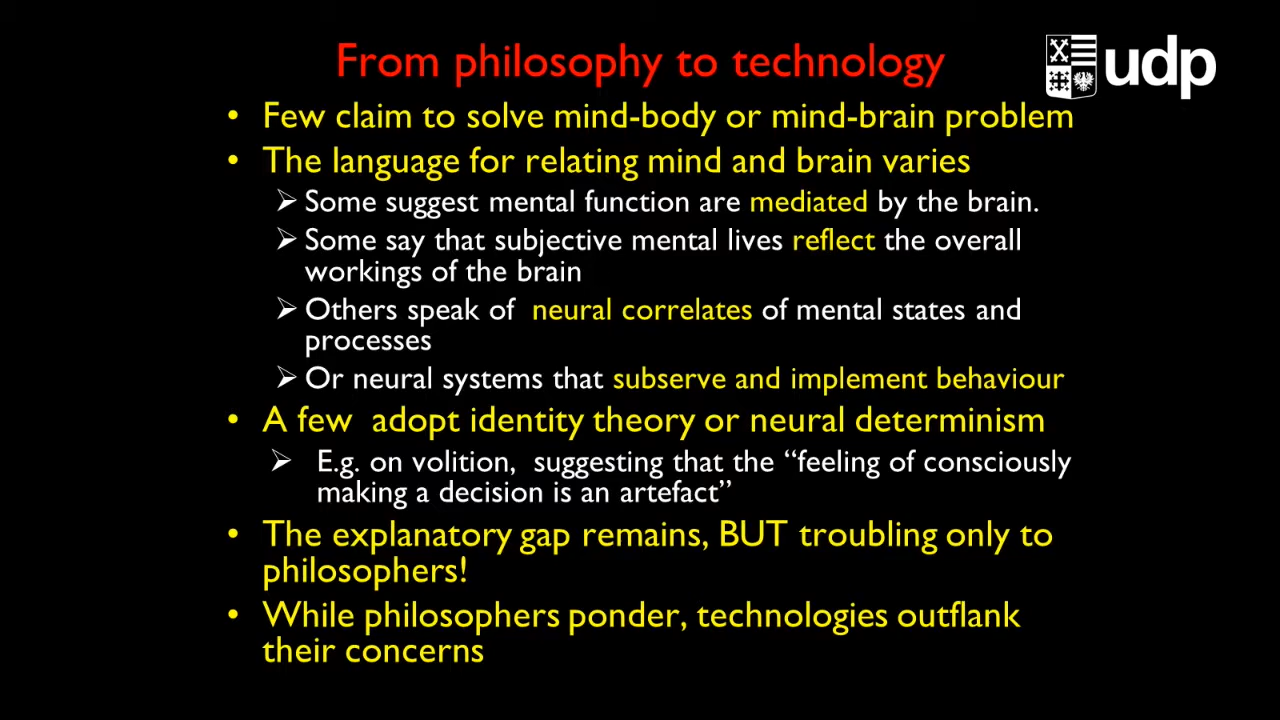 From philosophy to technology
udp
• Few claim to solve mind-body or mind-brain problem
• The language for relating mind and brain varies
➢ Some suggest mental function are mediated by the brain.
➢ Some say that subjective mental lives reflect the overall
workings of the brain
➢ Others speak of neural correlates of mental states and
processes
➢ Or neural systems that subserve and implement behaviour
• A few adopt identity theory or neural determinism
➢ E.g. on volition, suggesting that the “feeling of consciously
making a decision is an artefact”
• The explanatory gap remains, BUT troubling only to
philosophers!
• While philosophers ponder, technologies outflank
their concerns